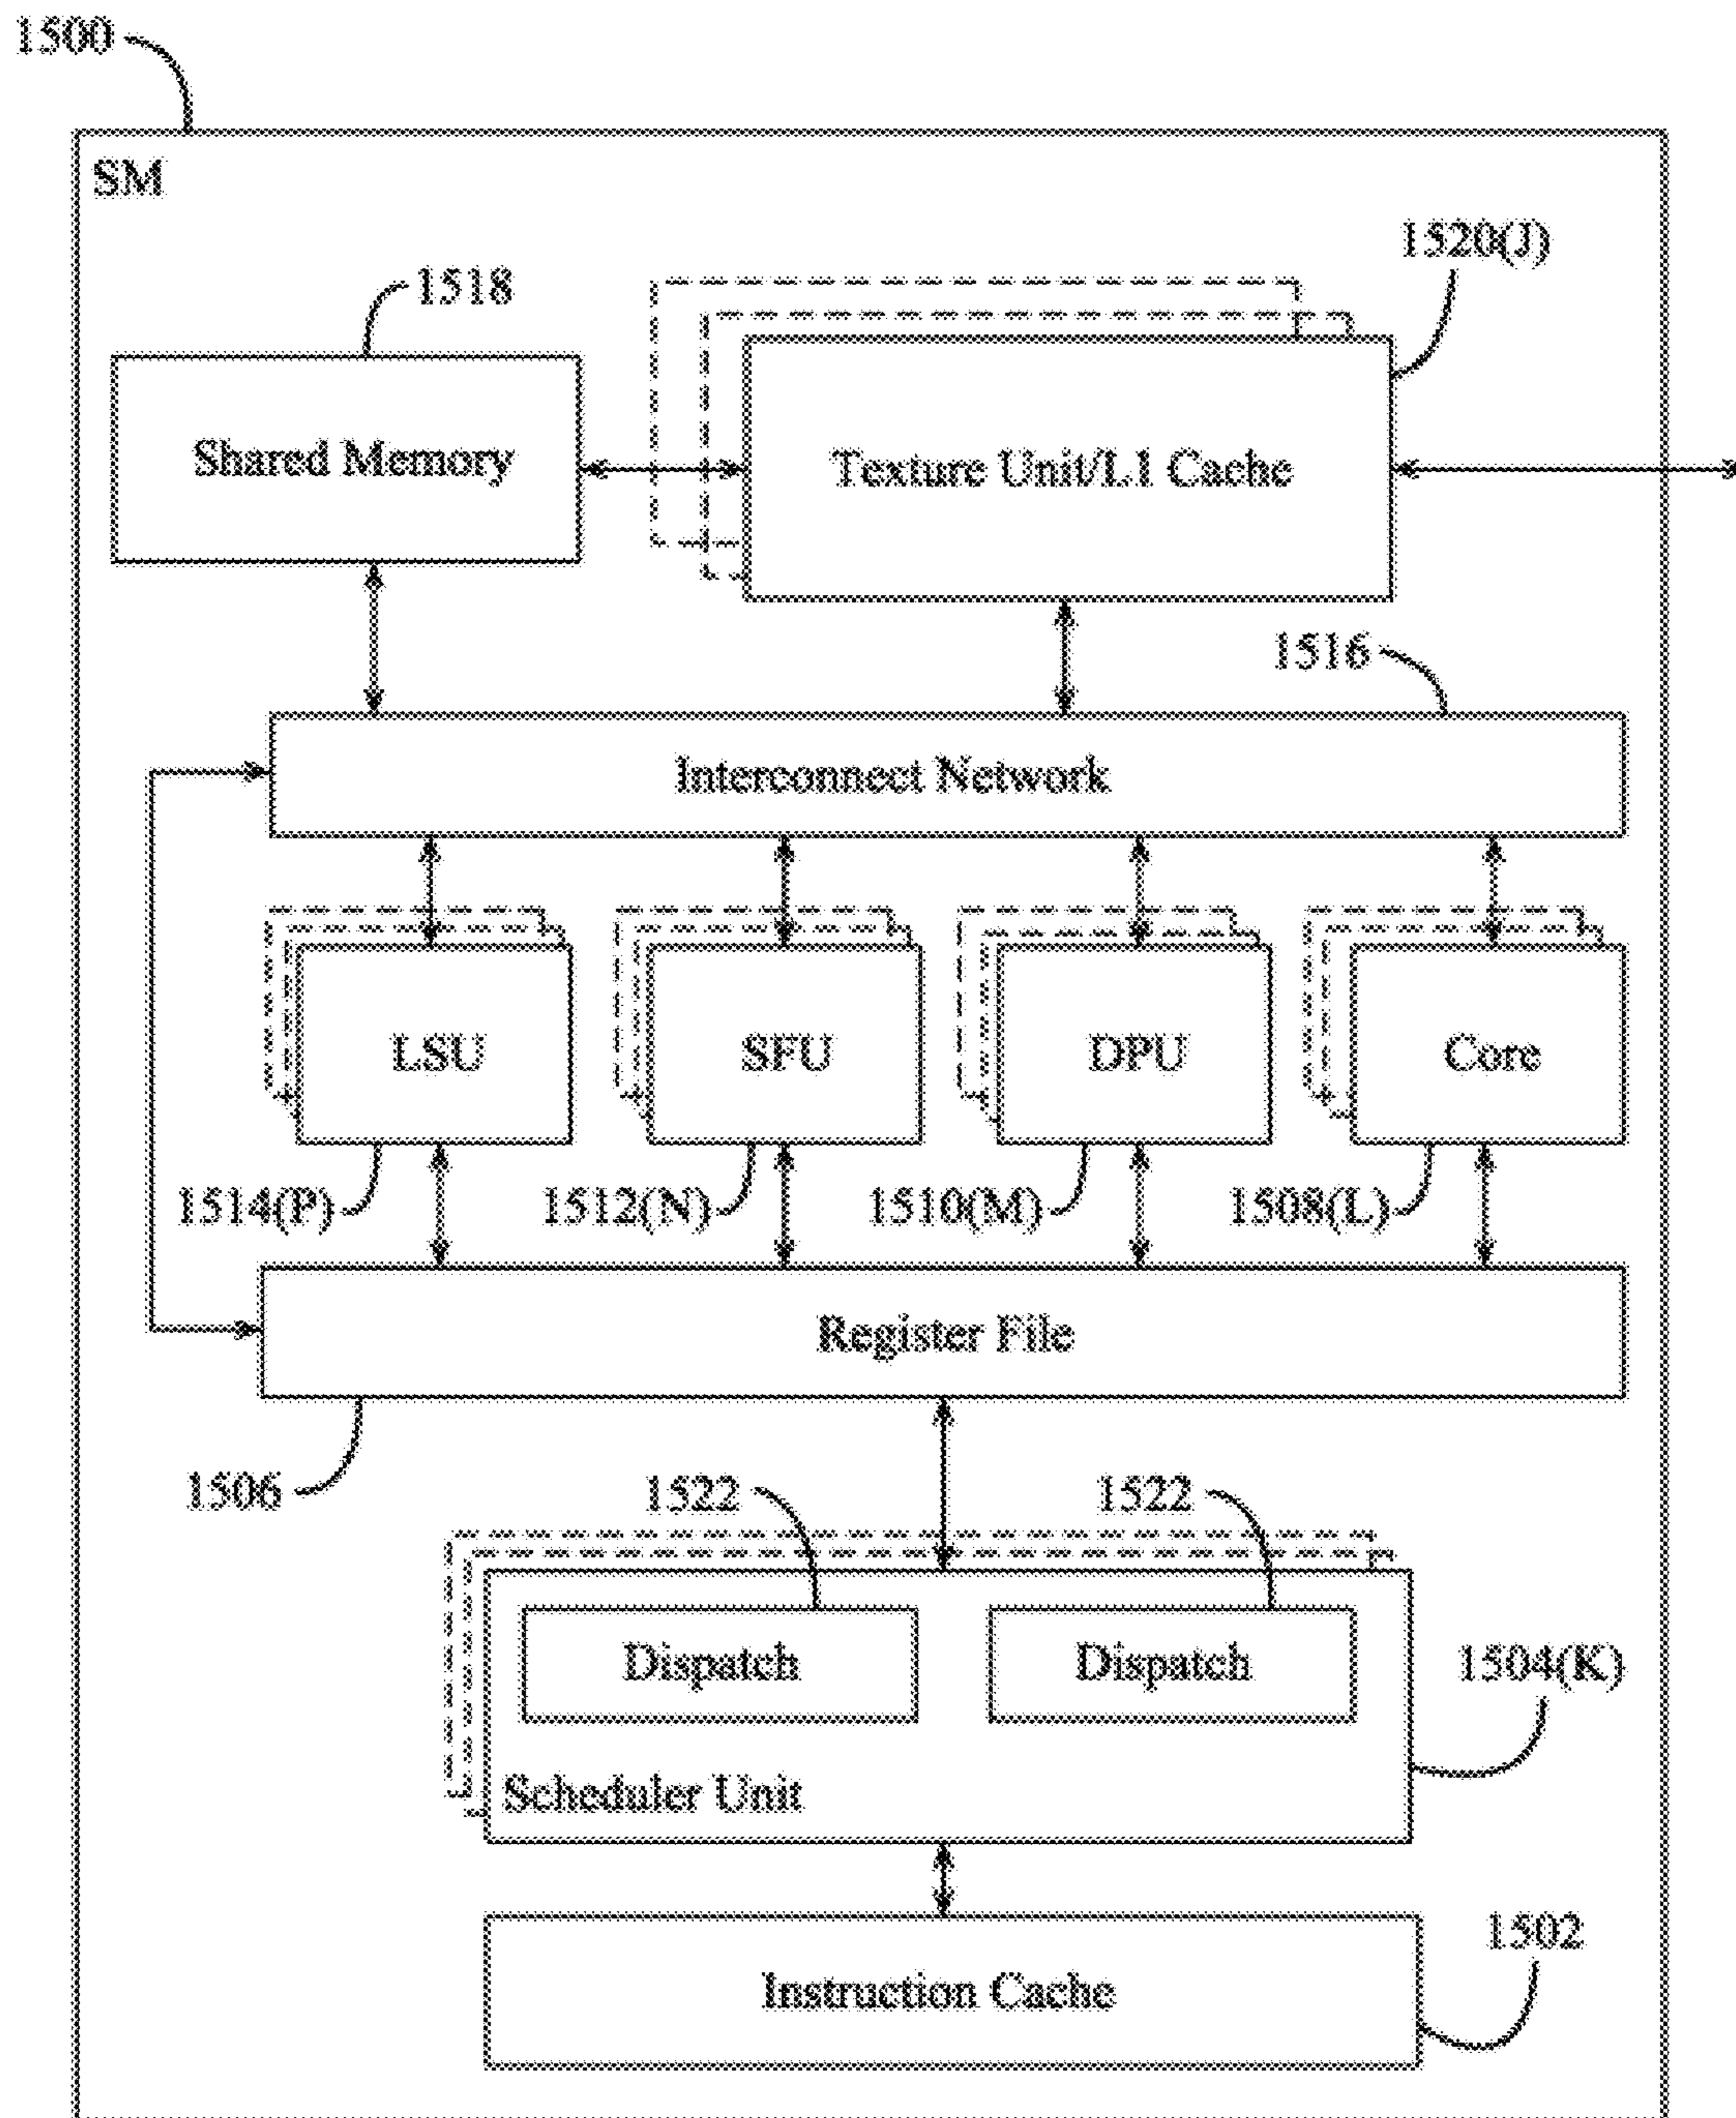 1500
SM
1520(J)
1518
Shared Memory
Texture Unit/L1 Cache
1516
Interconnect Network
LSU
SFU
DPU
Core
1514(P)
1512(N)
1510(M)
1508(L)
Register File
1506
1522
1522
Dispatch
Dispatch
1504(K)
Scheduler Unit
1502
Instruction Cache